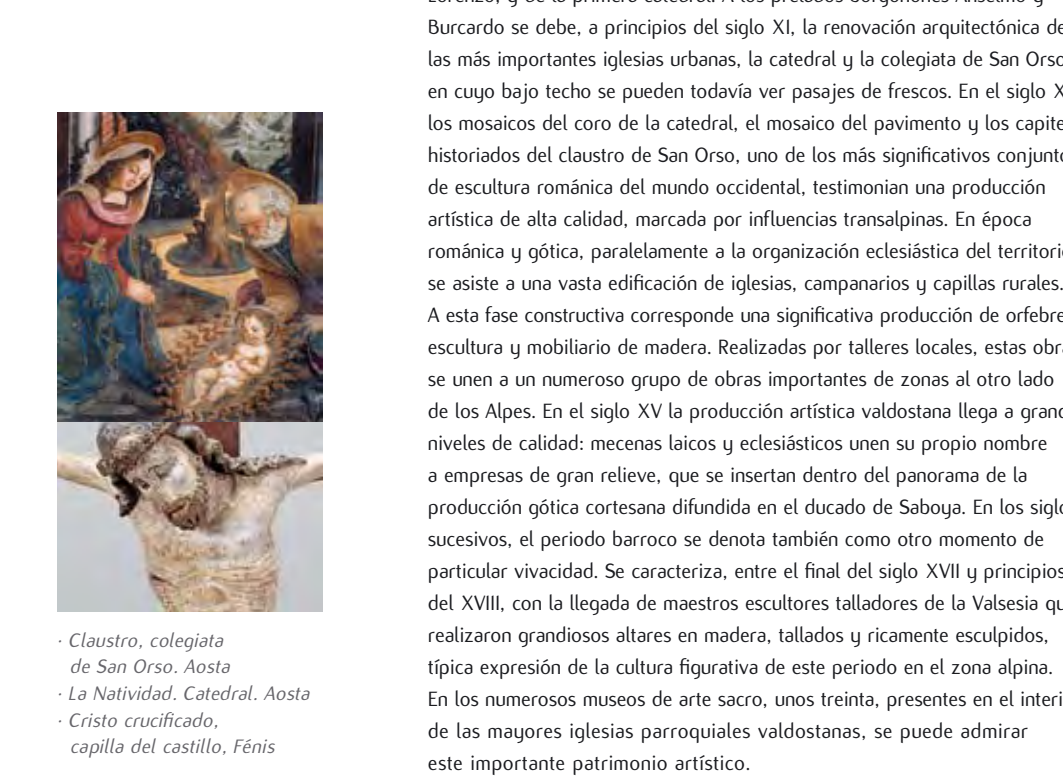 Burcardo se debe, a principios del siglo XI, la renovación arquitectónica
las más importantes iglesias urbanas, la catedral y la colegiata de San Orso
en cuyo bajo techo se pueden todavía ver pasajes de frescos. En el siglo
los mosaicos del coro de la catedral, el mosaico del pavimento y los
historiados del claustro de San Orso, uno de los más significativos
de escultura románica del mundo occidental, testimonian una producción
artística de alta calidad, marcada por influencias transalpinas. En época
románica y gótica, paralelamente a la organización eclesiástica del
se asiste a una vasta edificación de iglesias, campanarios y capillas rurales.
A esta fase constructiva corresponde una significativa producción de
escultura y mobiliario de madera. Realizadas por talleres locales, estas
se unen a un numeroso grupo de obras importantes de zonas al otro lado
de los Alpes. En el siglo XV la producción artística valdostana llega a
niveles de calidad: mecenas laicos y eclesiásticos unen su propio nombre
a empresas de gran relieve, que se insertan dentro del panorama de la
producción gótica cortesana difundida en el ducado de Saboya. En los
sucesivos, el periodo barroco se denota también como otro momento de
particular vivacidad. Se caracteriza, entre el final del siglo XVII y principios
del XVIII, con la llegada de maestros escultores talladores de la Valsesia
realizaron grandiosos altares en madera, tallados y ricamente esculpidos,
típica expresión de la cultura figurativa de este periodo en el zona alpina.
En los numerosos museos de arte sacro, unos treinta, presentes en el
de las mayores iglesias parroquiales valdostanas, se puede admirar
este importante patrimonio artístico.
· Claustro, colegiata
de San Orso. Aosta
· La Natividad. Catedral. Aosta
· Cristo crucificado,
capilla del castillo, Fénis